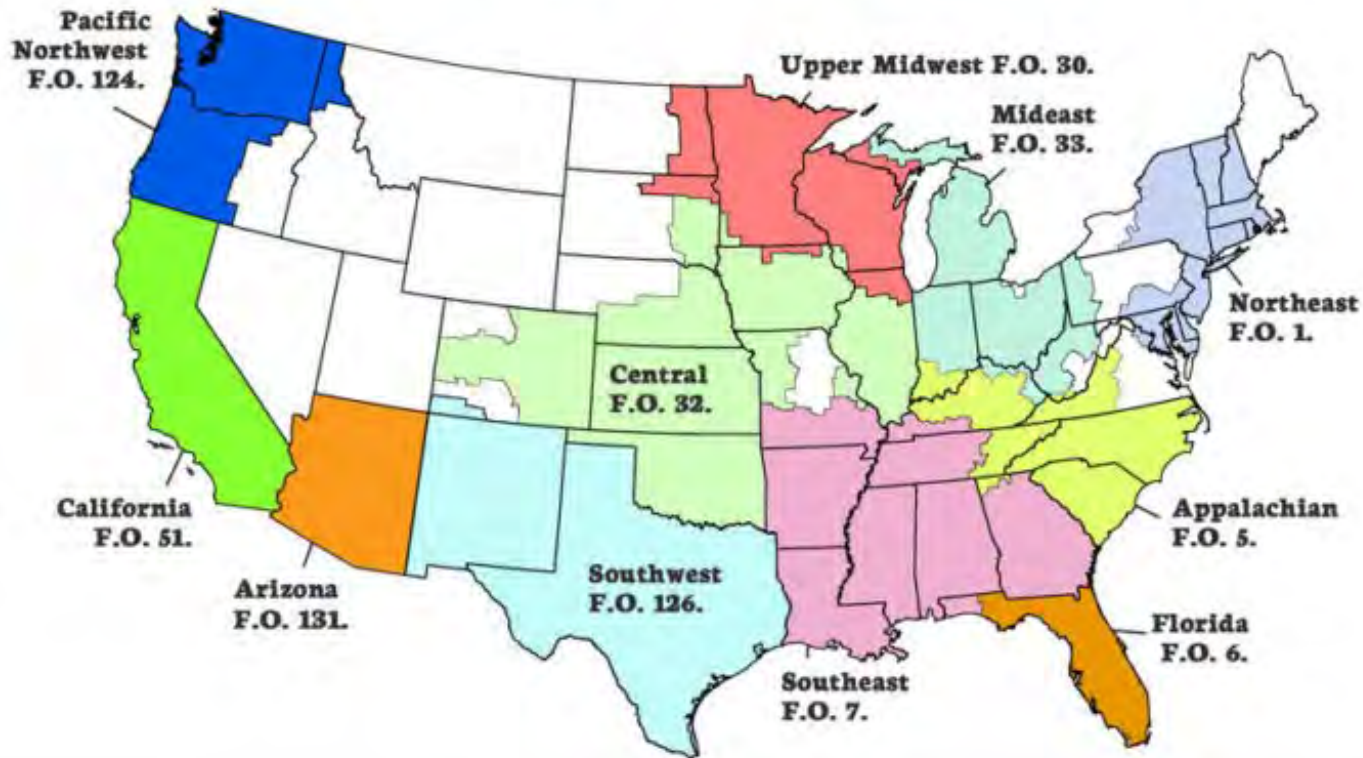 Pacific
Northwest
F.O. 124.
Upper Midwest F.O. 30.
Mideast
F.O. 33.
Northeast
F.O. 1.
Central
F.O. 32.
California
F.O. 51.
Appalachian
F.O. 5.
Arizona
F.O. 131.
Southwest
F.O. 126.
Florida
F.O. 6.
Southeast
F.O. 7.